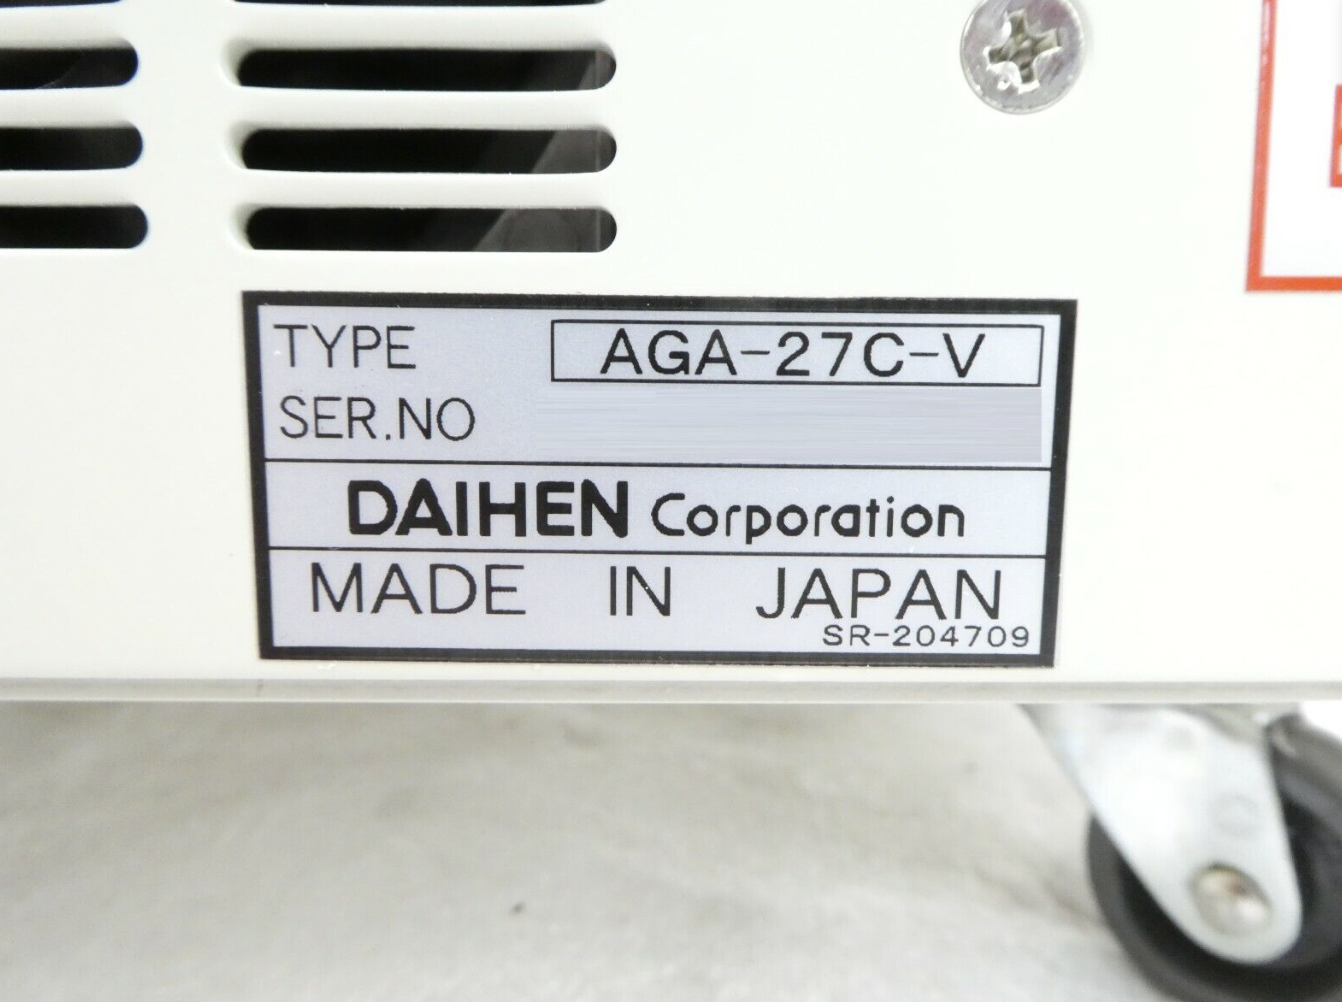 TYPE AGA-27C-V
SER.NO
DAIHEN Corporation
MADE IN JAPAN
SR-204709